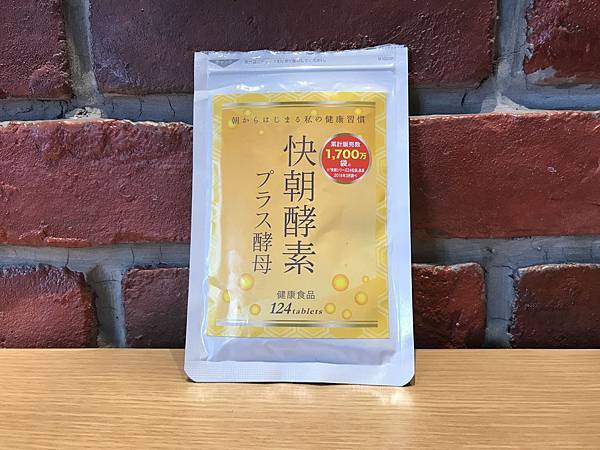 朝からはじまる私の健康習慣
累計販売数
1,700万
袋
快朝酵素
プラス酵母
健康食品
124tablets